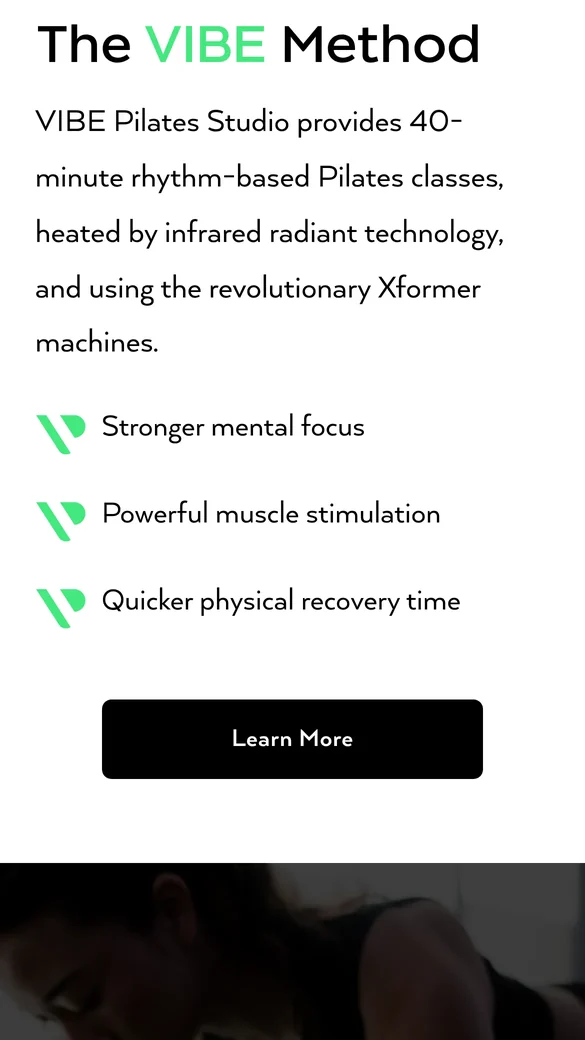 The VIBE Method
VIBE Pilates Studio provides 40-
minute rhythm-based Pilates classes,
heated by infrared radiant technology,
and using the revolutionary Xformer
machines.
Stronger mental focus
Powerful muscle stimulation
Quicker physical recovery time
Learn More